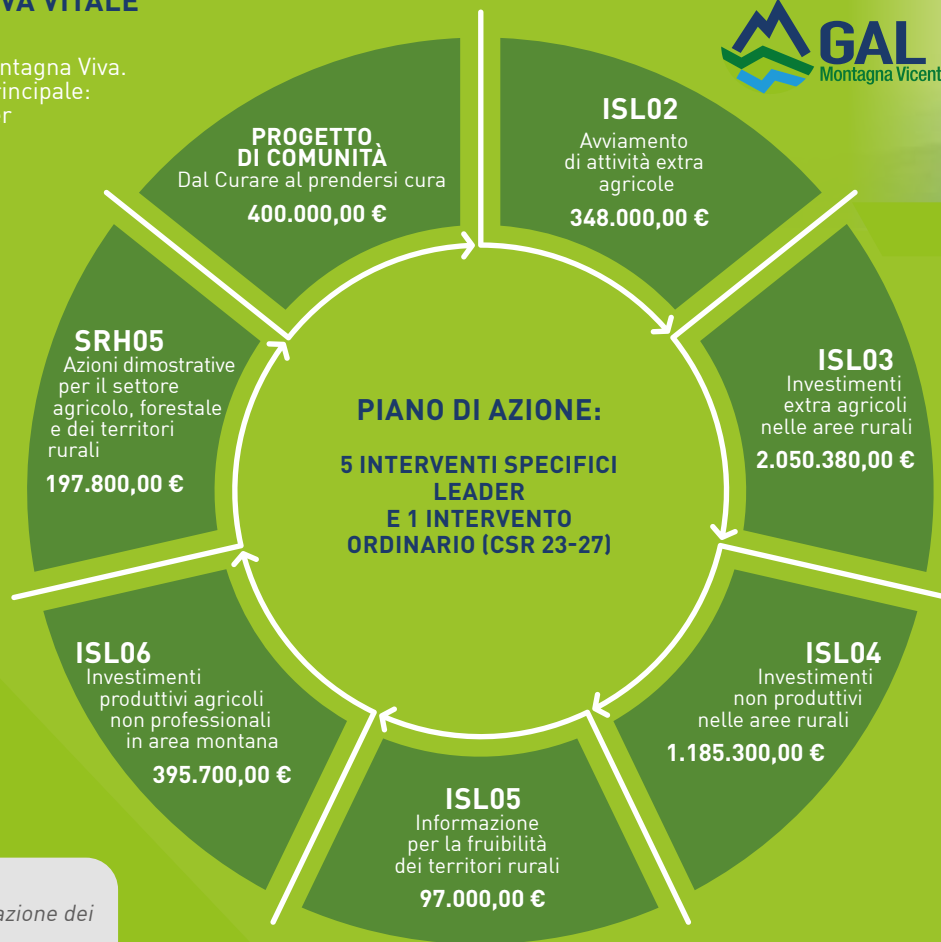 VA VITALE
ntagna Viva.
rincipale:
er
GAL
Montagna Vicent
PROGETTO
DI COMUNITÀ
Dal Curare al prendersi cura
400.000,00 €
ISL02
Avviamento
di attività extra
agricole
348.000,00 €
ISL03
Investimenti
extra agricoli
nelle aree rurali
2.050.380,00 €
ISL04
Investimenti
non produttivi
nelle aree rurali
1.185.300,00 €
ISL05
Informazione
per la fruibilità
dei territori rurali
97.000,00 €
ISL06
Investimenti
produttivi agricoli
non professionali
in area montana
395.700,00 €
SRH05
Azioni dimostrative
per il settore
agricolo, forestale
e dei territori
rurali
197.800,00 €
PIANO DI AZIONE:
5 INTERVENTI SPECIFICI
LEADER
E 1 INTERVENTO
ORDINARIO (CSR 23-27)
azione dei